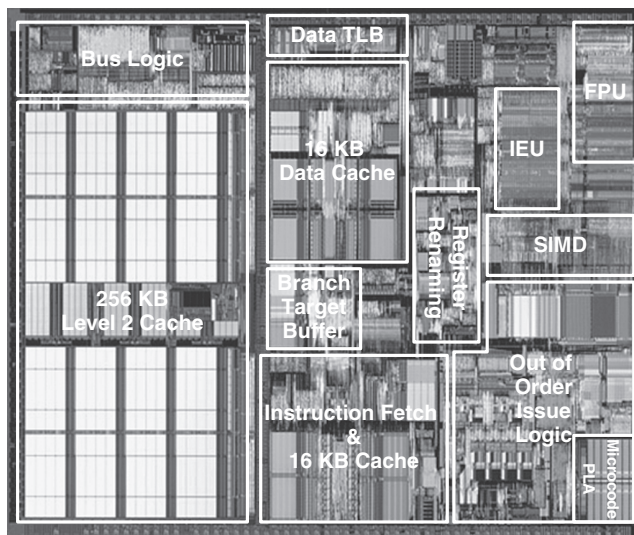 Bus Logic
Data TLB
FPU
16 KB
Data Cache
IEU
Register
Renaming
SIMD
256 KB
Level 2 Cache
Branch
Target
Buffer
Out of
Order
Issue
Logic
Instruction Fetch
&
16 KB Cache
Microcode
PLA